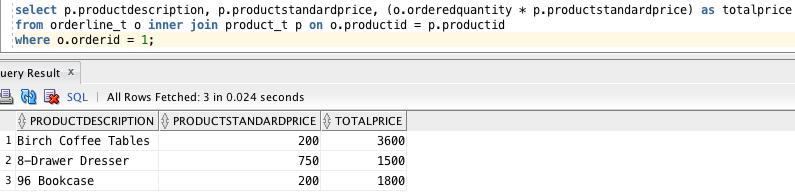 select p.productdescription, p.productstandardprice, (o.orderedquantity * p.productstandardprice) as totalprice
from orderline_t o inner join product_t p on o.productid = p.productid
where o.orderid = 1;
uery Result x
SQL | All Rows Fetched: 3 in 0.024 seconds
PRODUCTDESCRIPTION PRODUCTSTANDARDPRICE TOTALPRICE
1 Birch Coffee Tables 200 3600
2 8-Drawer Dresser 750 1500
3 96 Bookcase 200 1800